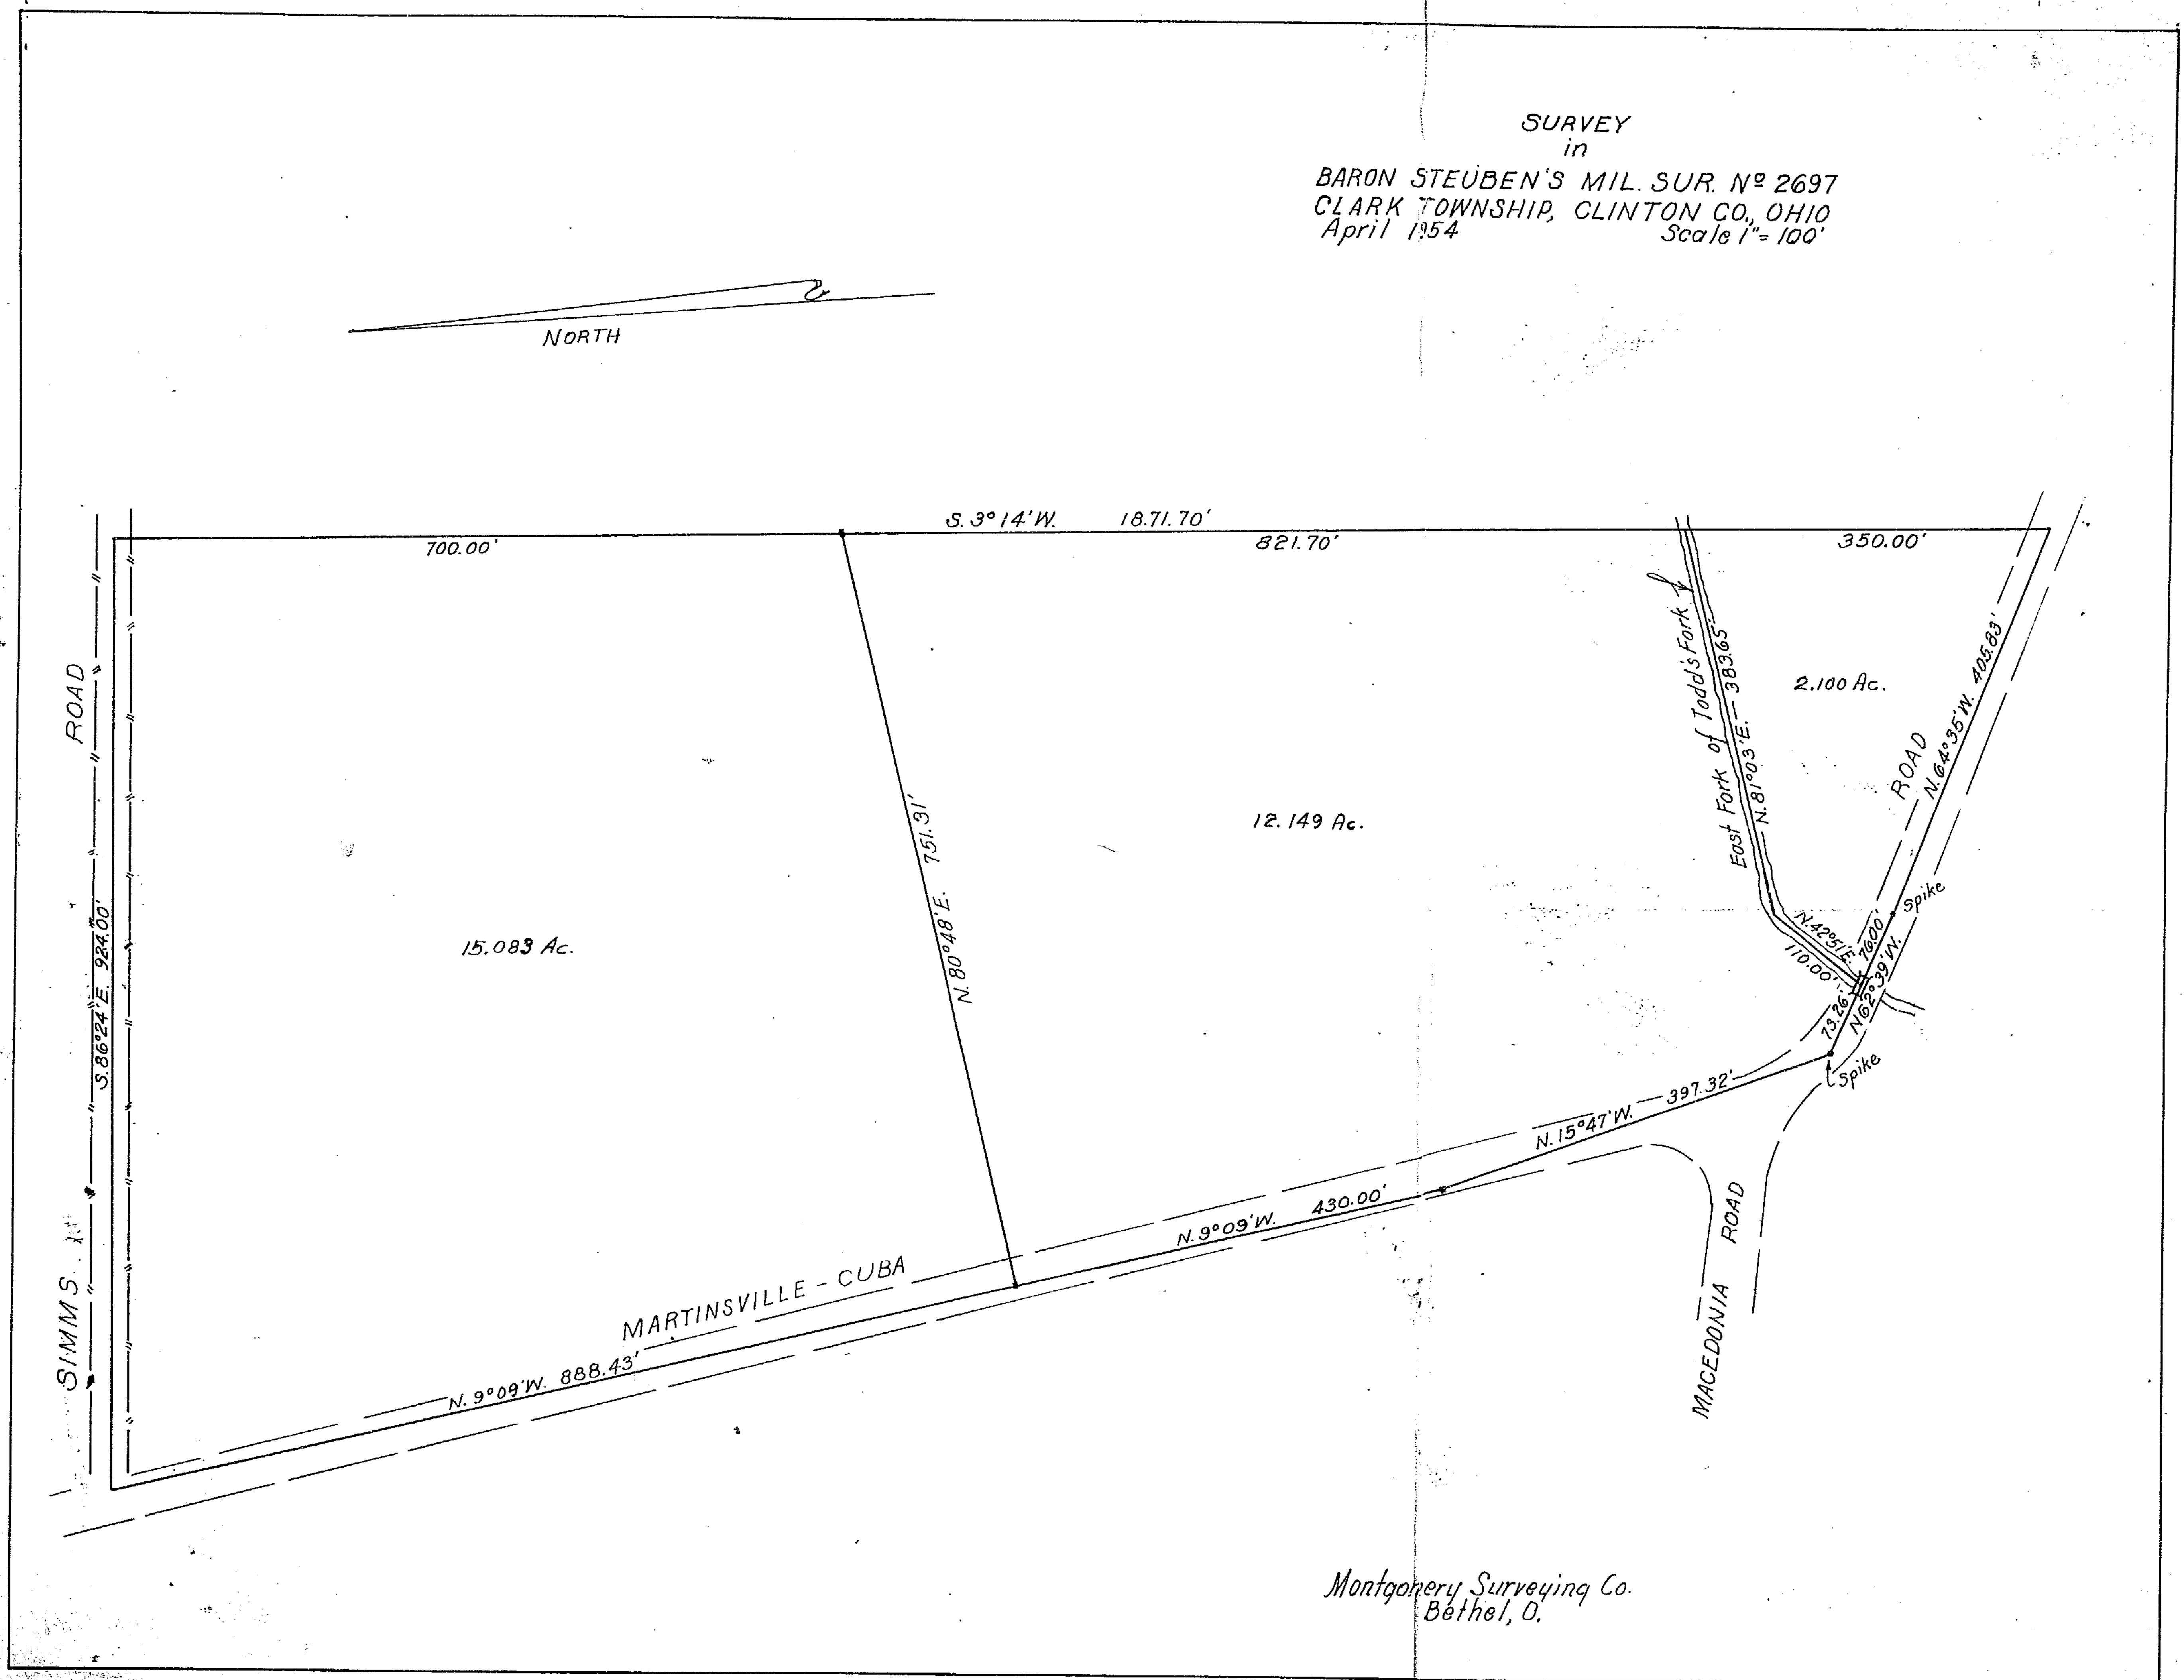 SURVEY
in
BARON STEUBEN'S MIL. SUR. Nº 2697
CLARK TOWNSHIP, CLINTON CO., OHIO
April 1954 Scale 1"= 100'
NORTH
S. 3° 14' W. 18.71.70'
700.00'
821.70'
350.00'
SIMMS ROAD
S. 86° 24' E. 924.00'
15.083 Ac.
N. 80° 48' E. 751.31'
12.149 Ac.
East Fork of Todd's Fork
N. 81° 03' E. 383.65'
2.100 Ac.
ROAD
N. 64° 35' W. 405.83'
Spike
N. 42° 51' E.
110.00'
76.00'
73.26'
N 62° 39' W.
Spike
N. 15° 47' W. 397.32'
N. 9° 09' W. 430.00'
MARTINSVILLE - CUBA
N. 9° 09' W. 888.43'
MACEDONIA ROAD
Montgomery Surveying Co.
Bethel, O.